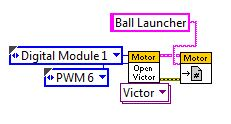 Ball Launcher
Digital Module 1
PWM 6
Motor
Open
Victor
Motor
#
Victor